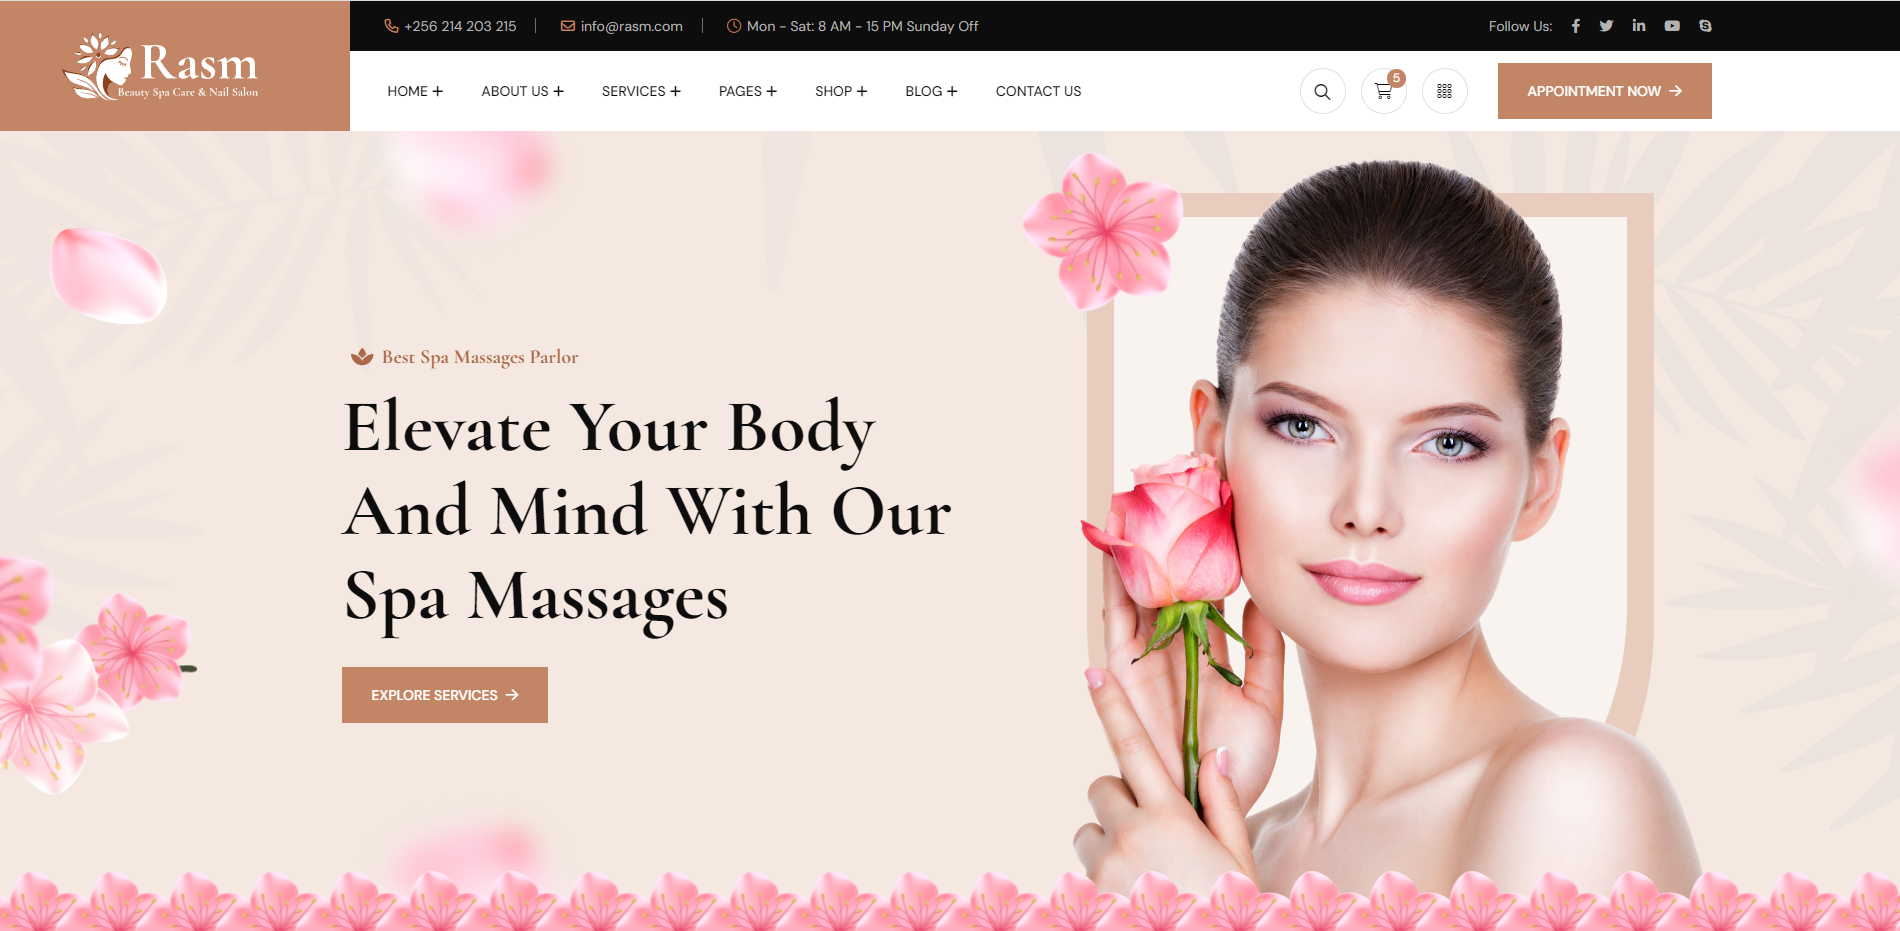 Rasm
Beauty Spa Care & Nail Salon
+256 214 203 215
info@rasm.com
Mon - Sat: 8 AM - 15 PM Sunday Off
Follow Us:
HOME +
ABOUT US +
SERVICES +
PAGES +
SHOP +
BLOG +
CONTACT US
5
APPOINTMENT NOW →
Best Spa Massages Parlor
Elevate Your Body
And Mind With Our
Spa Massages
EXPLORE SERVICES →